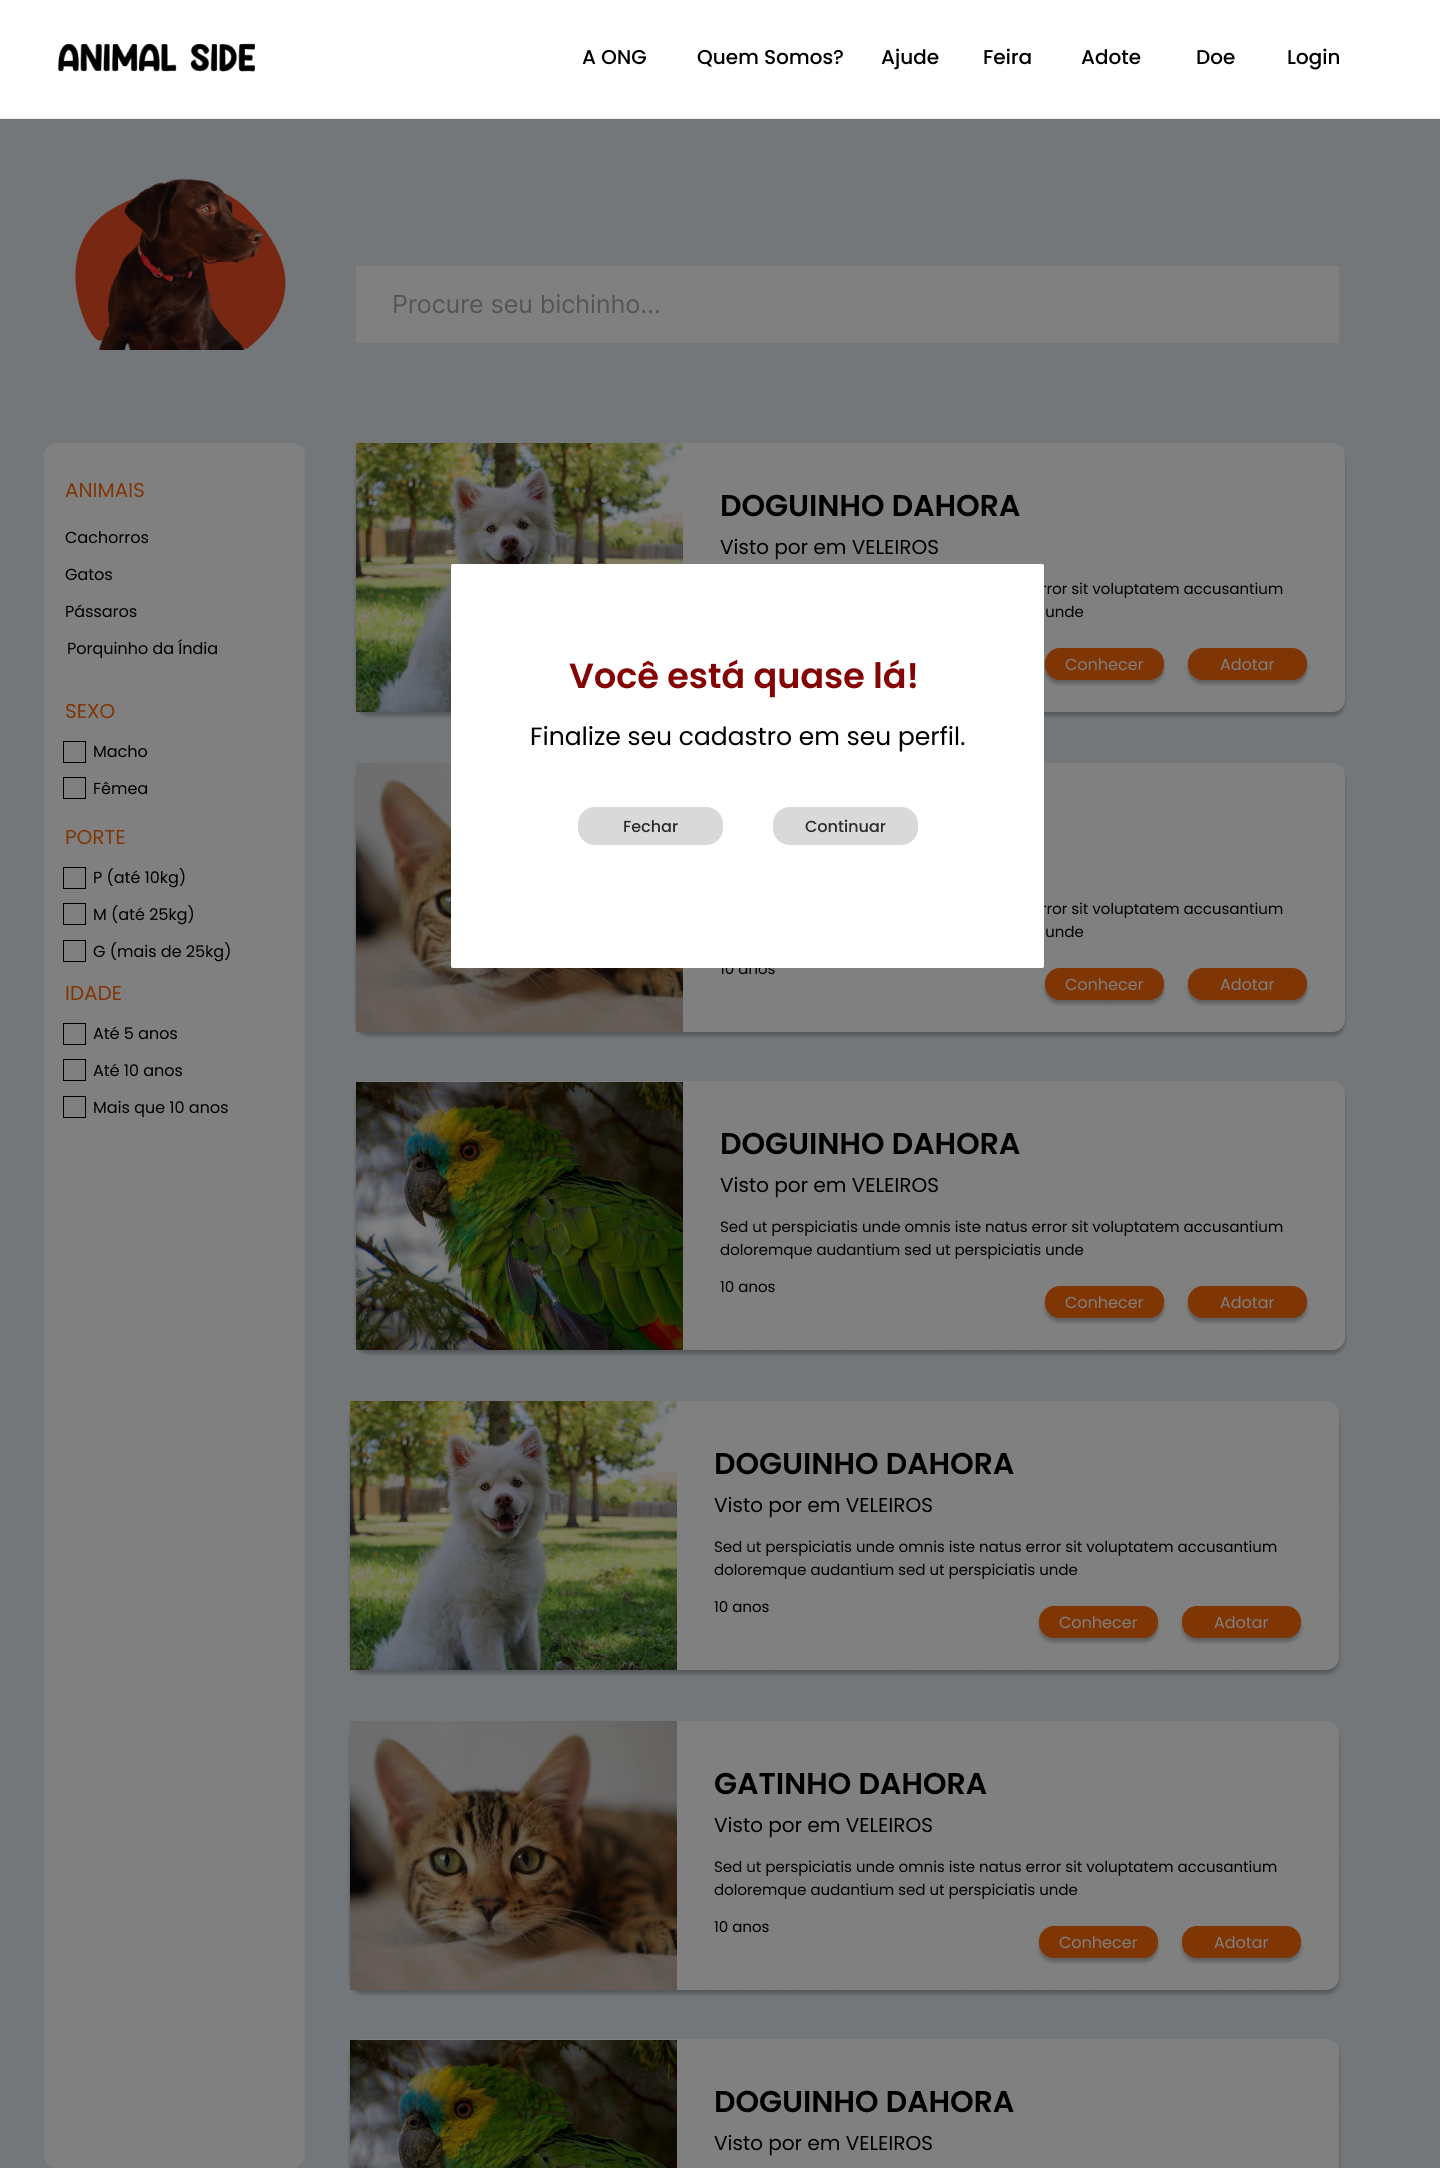 ANIMAL SIDE
A ONG
Quem Somos?
Ajude
Feira
Adote
Doe
Login
Procure seu bichinho...
ANIMAIS
Cachorros
Gatos
Pássaros
Porquinho da Índia
SEXO
Macho
Fêmea
PORTE
P (até 10kg)
M (até 25kg)
G (mais de 25kg)
IDADE
Até 5 anos
Até 10 anos
Mais que 10 anos
DOGUINHO DAHORA
Visto por em VELEIROS
sit voluptatem accusantium
unde
Conhecer
Adotar
Você está quase lá!
Finalize seu cadastro em seu perfil.
Fechar
Continuar
sit voluptatem accusantium
unde
10 anos
Conhecer
Adotar
DOGUINHO DAHORA
Visto por em VELEIROS
Sed ut perspiciatis unde omnis iste natus error sit voluptatem accusantium
doloremque audantium sed ut perspiciatis unde
10 anos
Conhecer
Adotar
DOGUINHO DAHORA
Visto por em VELEIROS
Sed ut perspiciatis unde omnis iste natus error sit voluptatem accusantium
doloremque audantium sed ut perspiciatis unde
10 anos
Conhecer
Adotar
GATINHO DAHORA
Visto por em VELEIROS
Sed ut perspiciatis unde omnis iste natus error sit voluptatem accusantium
doloremque audantium sed ut perspiciatis unde
10 anos
Conhecer
Adotar
DOGUINHO DAHORA
Visto por em VELEIROS